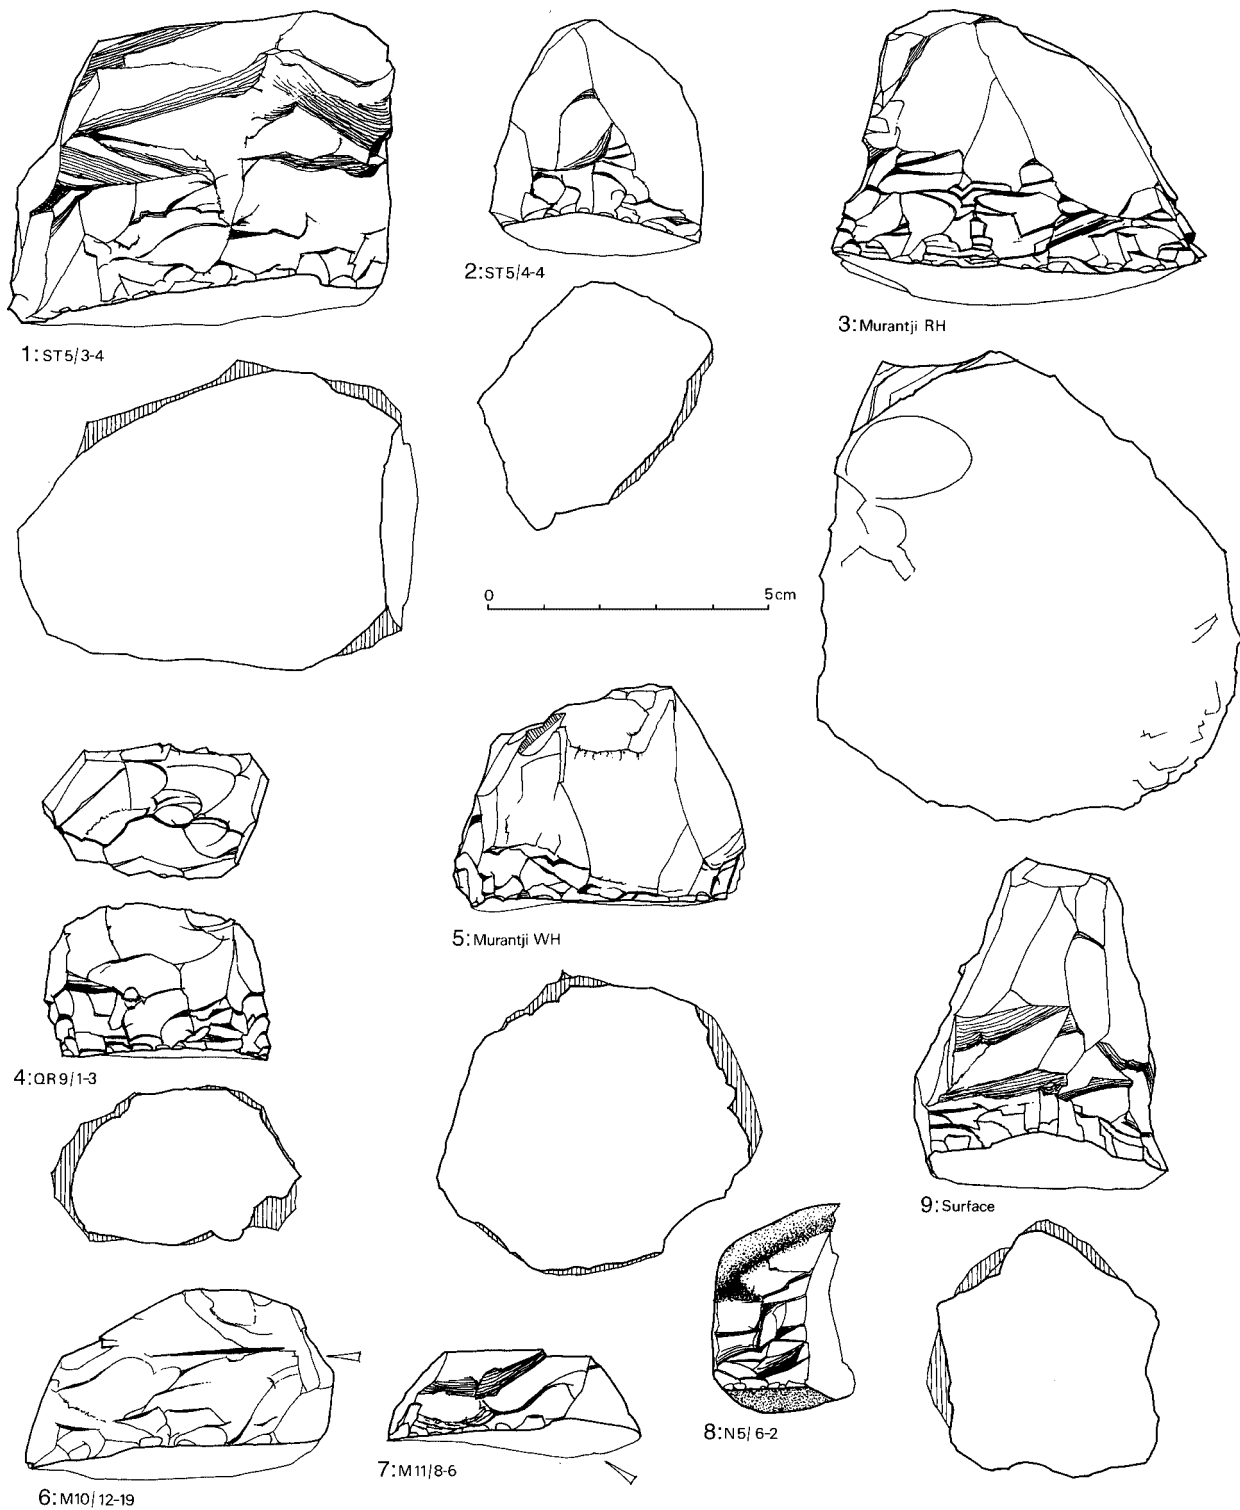 1: ST5/3-4
2: ST5/4-4
3: Murantji RH
0 5cm
4: QR9/1-3
5: Murantji WH
6: M10/12-19
7: M11/8-6
8: N5/6-2
9: Surface